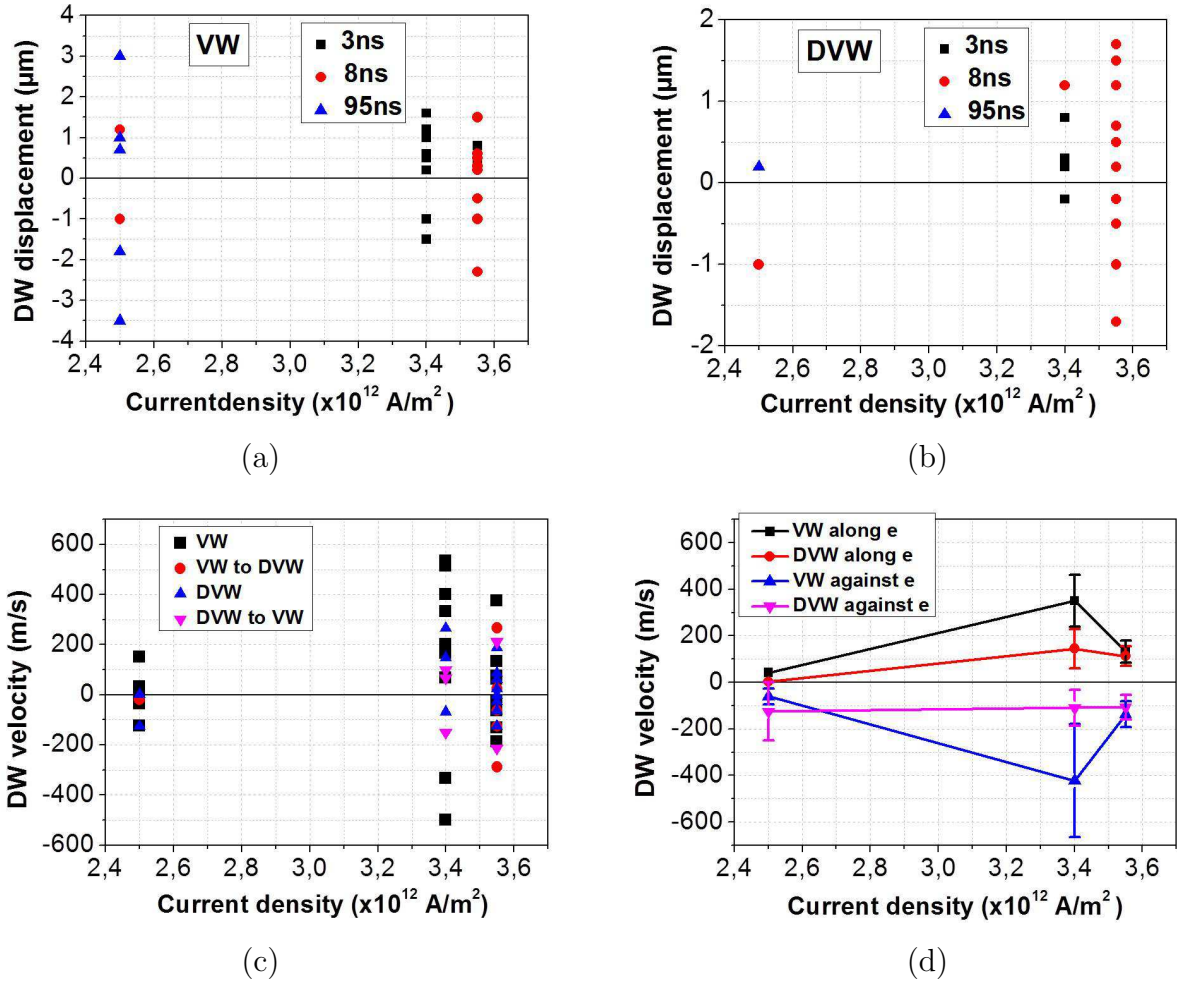 VW
3ns
8ns
95ns
4
3
2
1
0
-1
-2
-3
-4
DW displacement (µm)
2,4 2,6 2,8 3,0 3,2 3,4 3,6
Currentdensity (x10¹² A/m²)
(a)
DVW
3ns
8ns
95ns
2
1
0
-1
-2
DW displacement (µm)
2,4 2,6 2,8 3,0 3,2 3,4 3,6
Current density (x10¹² A/m²)
(b)
VW
VW to DVW
DVW
DVW to VW
600
400
200
0
-200
-400
-600
DW velocity (m/s)
2,4 2,6 2,8 3,0 3,2 3,4 3,6
Current density (x10¹² A/m²)
(c)
VW along e
DVW along e
VW against e
DVW against e
600
400
200
0
-200
-400
-600
DW velocity (m/s)
2,4 2,6 2,8 3,0 3,2 3,4 3,6
Current density (x10¹² A/m²)
(d)